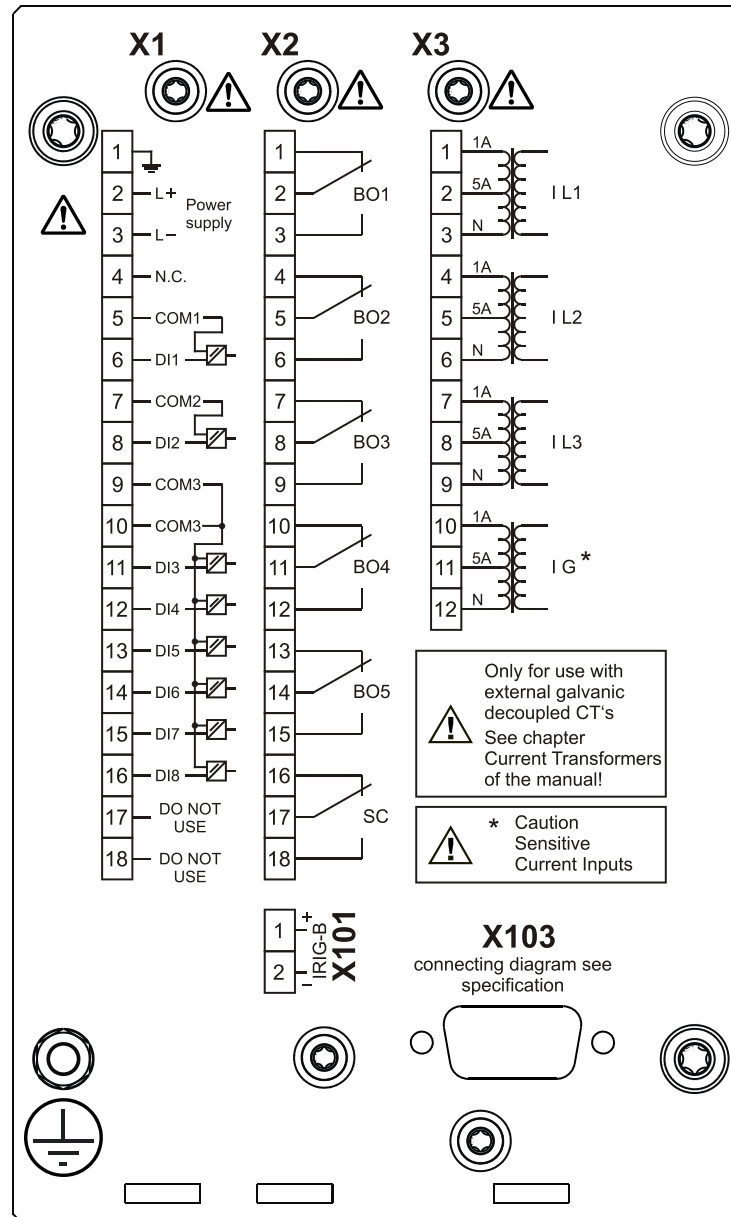 X1 X2 X3
1
2 L+
3 L−
Power
supply
4 N.C.
5 COM1
6 DI1
7 COM2
8 DI2
9 COM3
10 COM3
11 DI3
12 DI4
13 DI5
14 DI6
15 DI7
16 DI8
17 DO NOT
USE
18 DO NOT
USE
1
2 BO1
3
4
5 BO2
6
7
8 BO3
9
10
11 BO4
12
13
14 BO5
15
16
17 SC
18
1 1A
2 5A I L1
3 N
4 1A
5 5A I L2
6 N
7 1A
8 5A I L3
9 N
10 1A
11 5A I G *
12 N
Only for use with
external galvanic
decoupled CT‘s
See chapter
Current Transformers
of the manual!
* Caution
Sensitive
Current Inputs
1 +
2 −
IRIG-B
X101
X103
connecting diagram see
specification